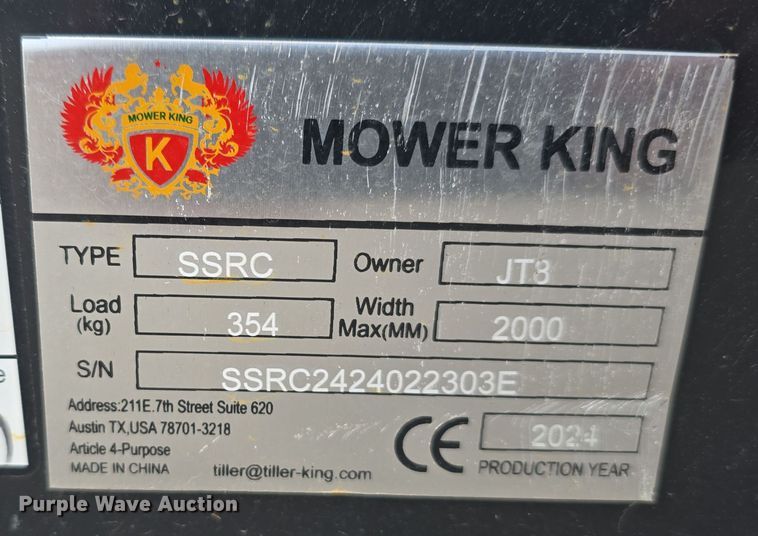 MOWER KING
K
MOWER KING
TYPE SSRC Owner JT3
Load (kg) 354 Width Max(MM) 2000
S/N SSRC2424022303E
Address:211E.7th Street Suite 620
Austin TX,USA 78701-3218
Article 4-Purpose
MADE IN CHINA tiller@tiller-king.com
CE 2024
PRODUCTION YEAR
e
Purple Wave Auction